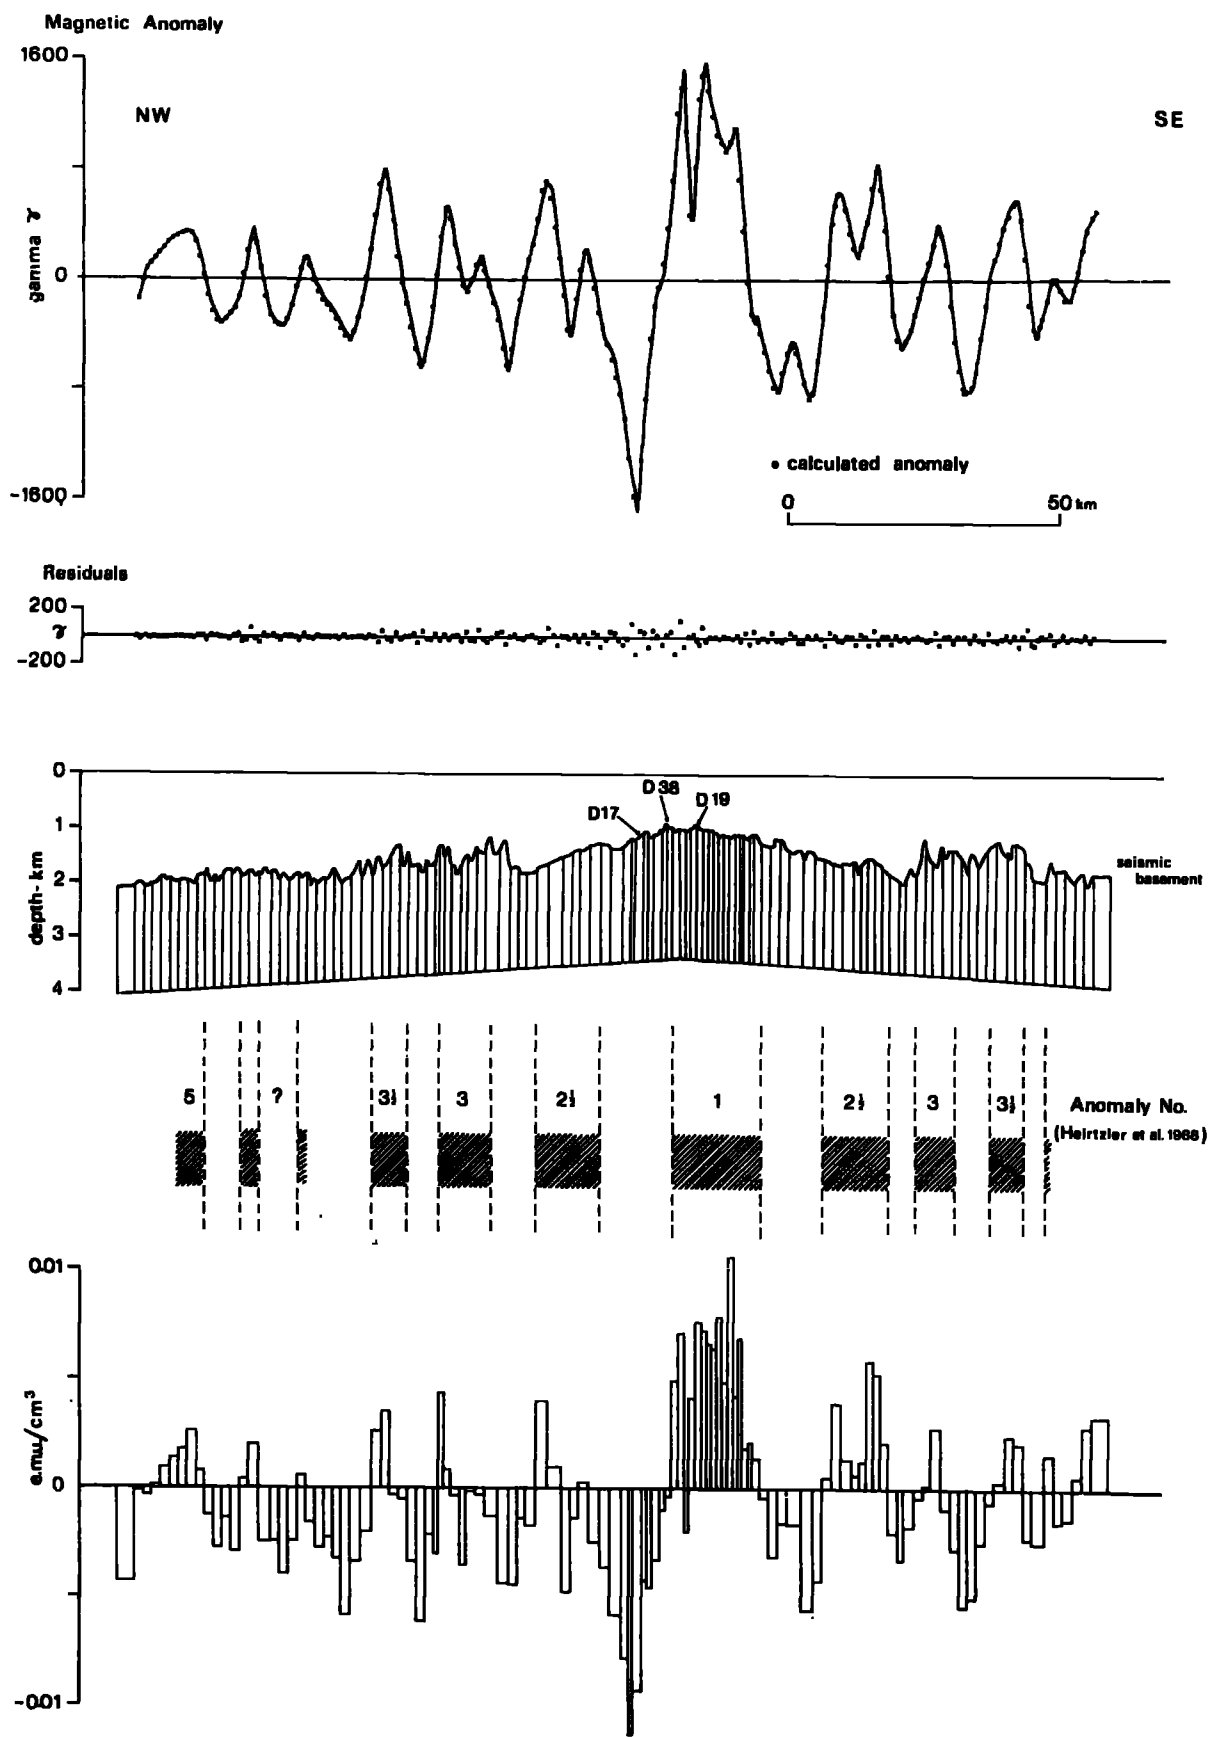 Magnetic Anomaly
1600
NW
SE
gamma γ
0
-1600
• calculated anomaly
0 50 km
Residuals
200
γ
-200
0
D38
D17 D19
1
2
3
4
depth-km
seismic
basement
5 ? 3½ 3 2½ 1 2½ 3 3½ Anomaly No.
(Heirtzler et al. 1968)
0.01
e.mu/cm³
0
-0.01